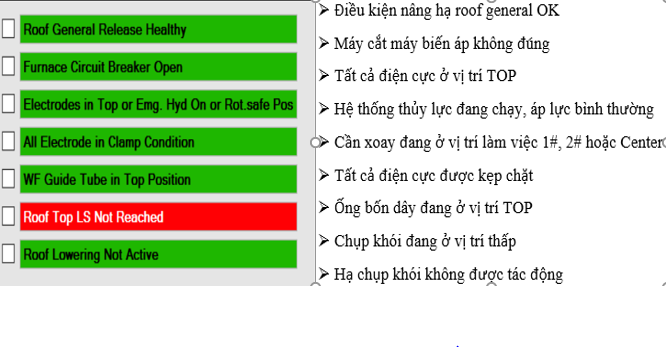 Roof General Release Healthy
Furnace Circuit Breaker Open
Electrodes in Top or Emg. Hyd On or Rot.safe Pos
All Electrode in Clamp Condition
WF Guide Tube in Top Position
Roof Top LS Not Reached
Roof Lowering Not Active
➢ Điều kiện nâng hạ roof general OK
➢ Máy cắt máy biến áp không đúng
➢ Tất cả điện cực ở vị trí TOP
➢ Hệ thống thủy lực đang chạy, áp lực bình thường
➢ Cần xoay đang ở vị trí làm việc 1#, 2# hoặc Center
➢ Tất cả điện cực được kẹp chặt
➢ Ống bốn dây đang ở vị trí TOP
➢ Chụp khói đang ở vị trí thấp
➢ Hạ chụp khói không được tác động